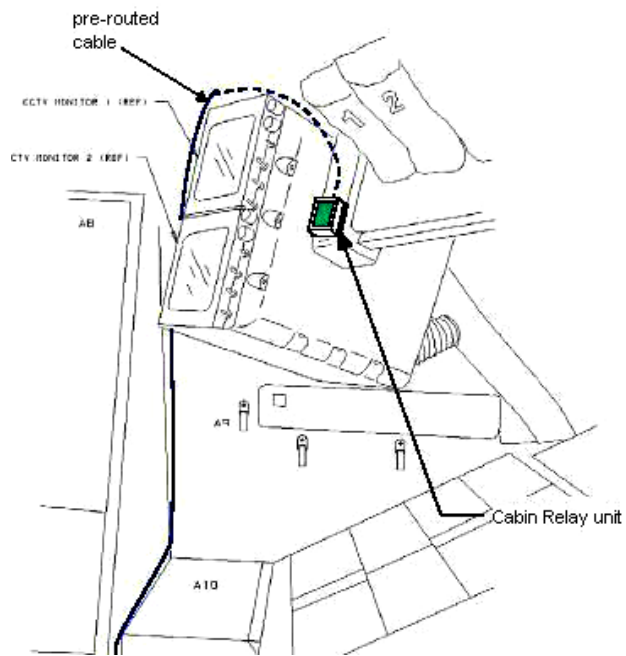 pre-routed
cable
CCTV MONITOR 1 (REF)
CTV MONITOR 2 (REF)
1
2
A8
A9
Cabin Relay unit
A10